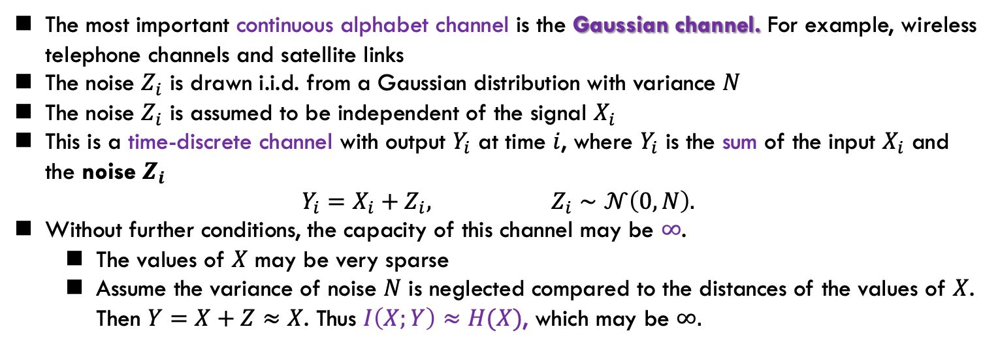 ■ The most important continuous alphabet channel is the Gaussian channel. For example, wireless
telephone channels and satellite links
■ The noise $Z_i$ is drawn i.i.d. from a Gaussian distribution with variance $N$
■ The noise $Z_i$ is assumed to be independent of the signal $X_i$
■ This is a time-discrete channel with output $Y_i$ at time $i$, where $Y_i$ is the sum of the input $X_i$ and
the noise $Z_i$
$Y_i = X_i + Z_i,$ $Z_i \sim \mathcal{N}(0, N).$
■ Without further conditions, the capacity of this channel may be ∞.
■ The values of $X$ may be very sparse
■ Assume the variance of noise $N$ is neglected compared to the distances of the values of $X$.
Then $Y = X + Z \approx X$. Thus $I(X; Y) \approx H(X)$, which may be ∞.